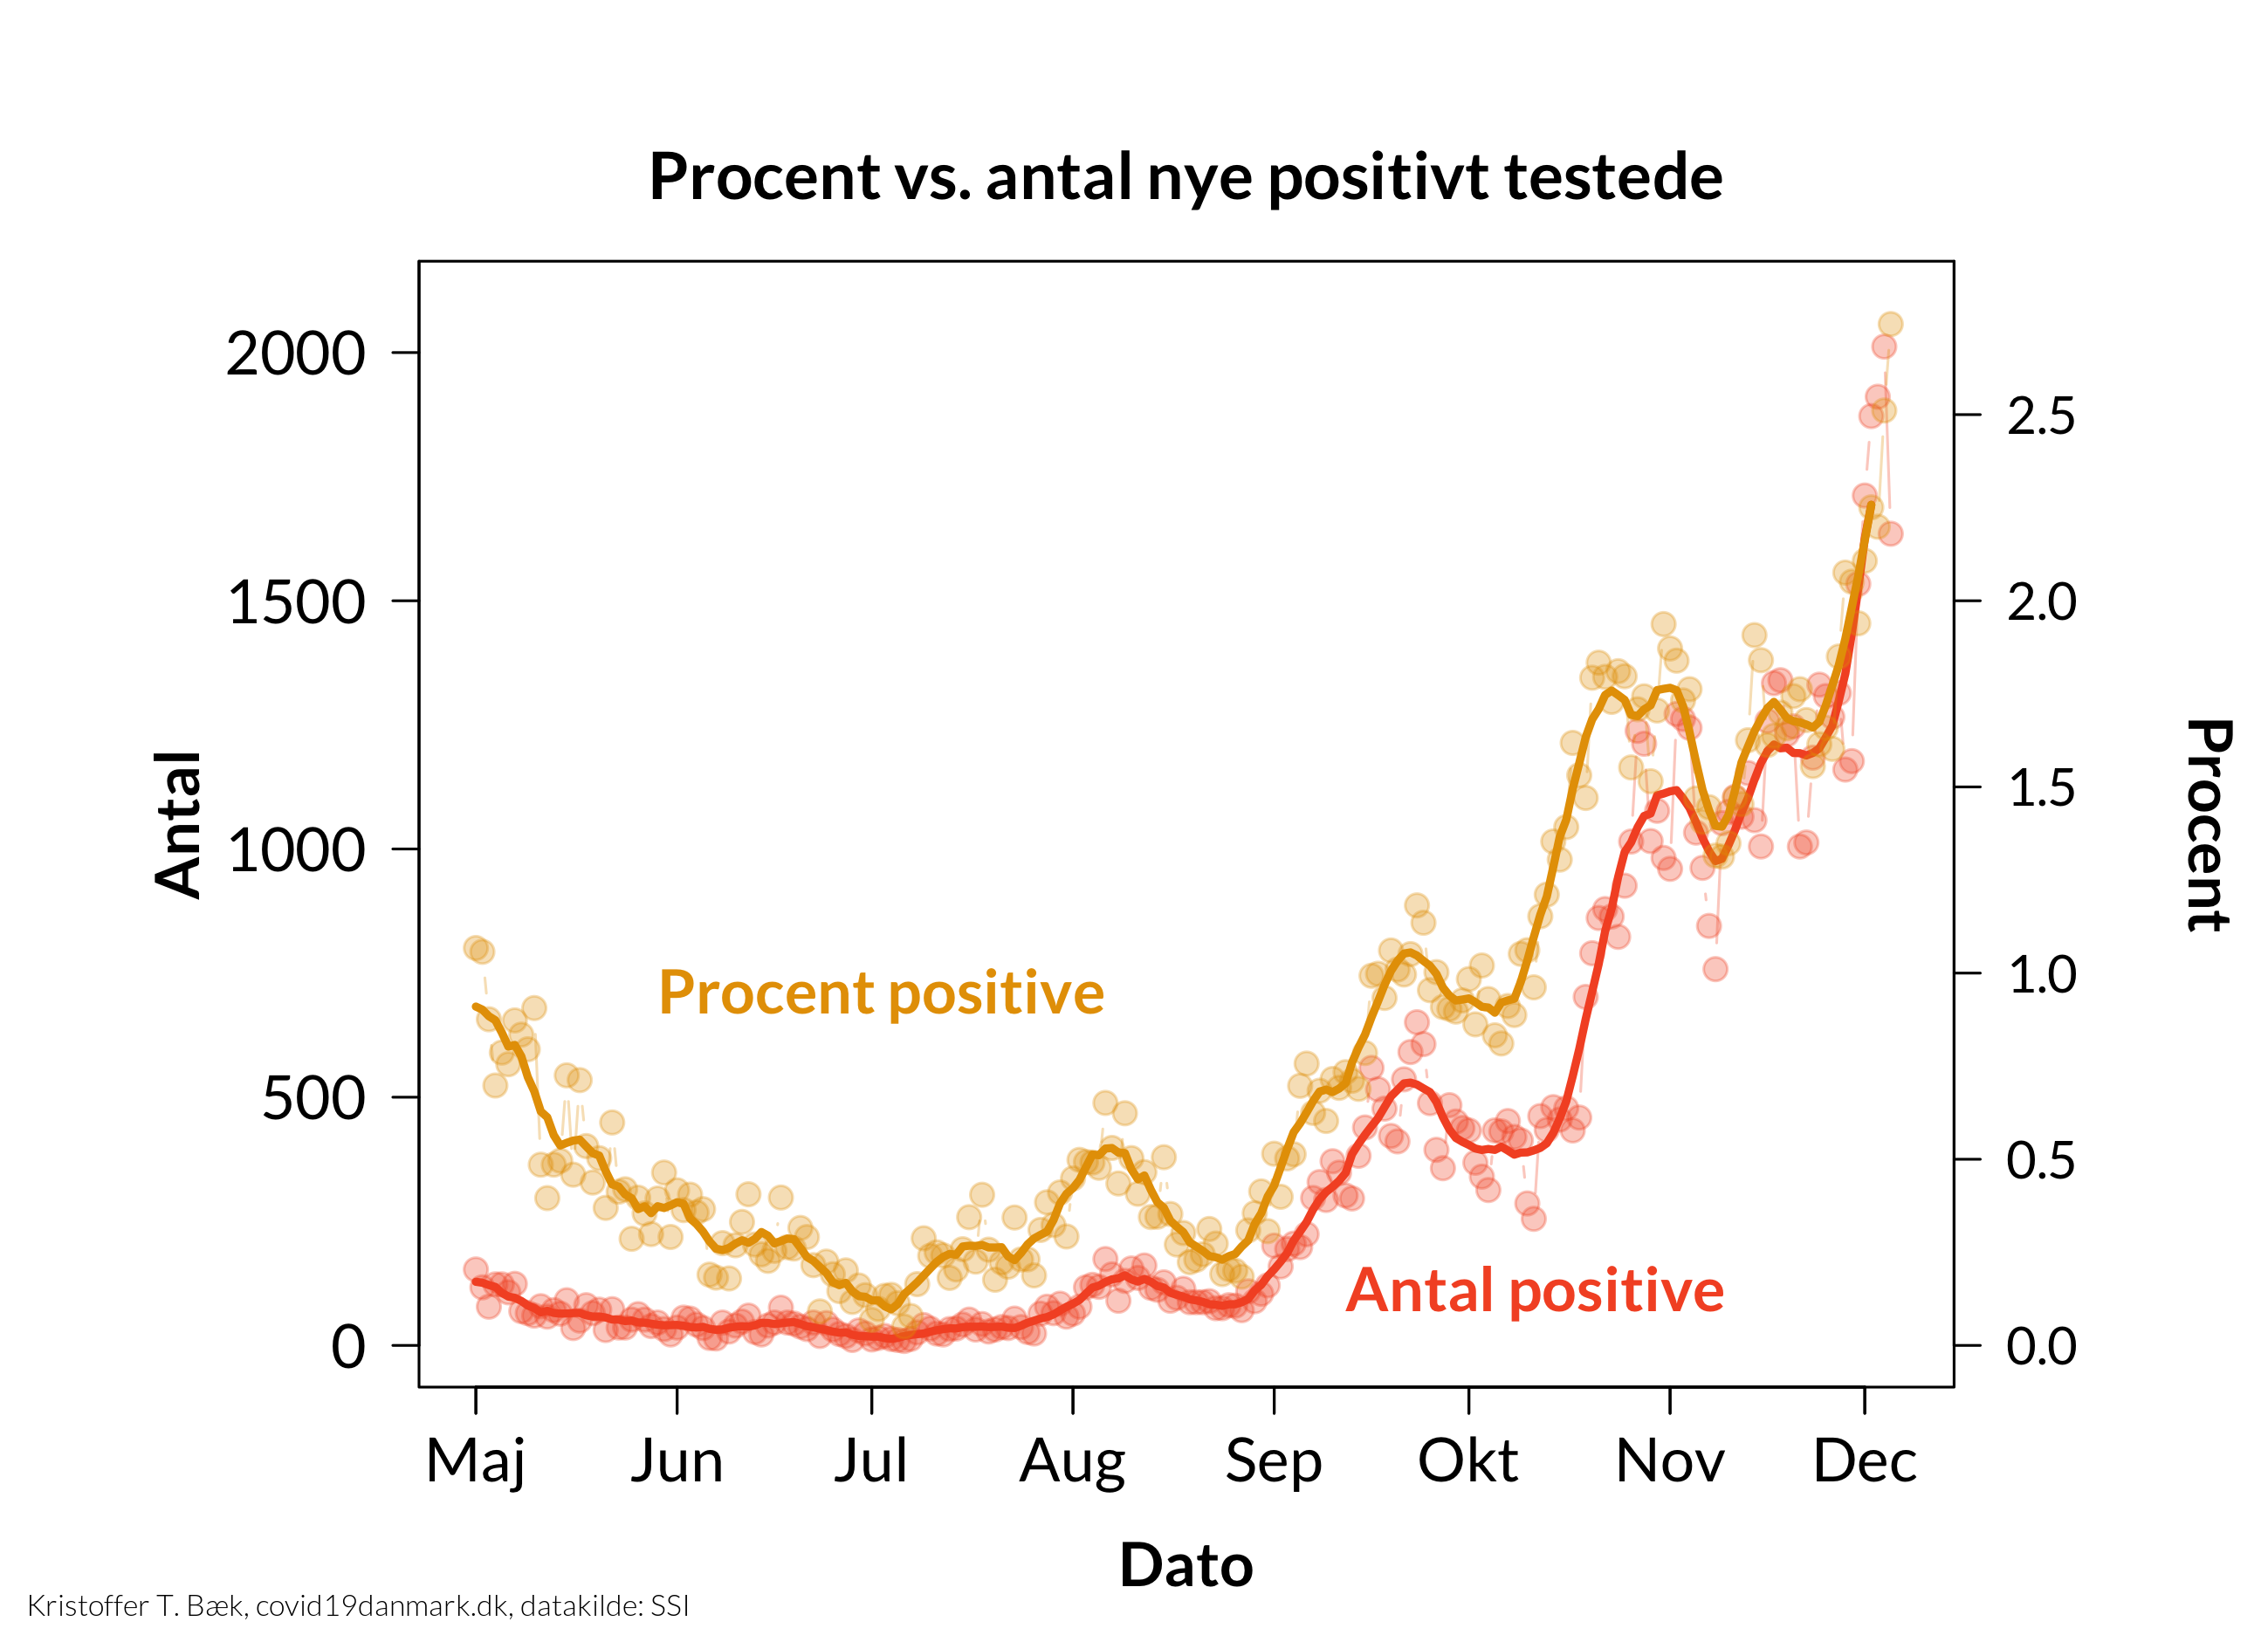 Procent vs. antal nye positivt testede
Antal
2000
1500
1000
500
0
2.5
2.0
1.5
1.0
0.5
0.0
Procent
Procent positive
Antal positive
Maj Jun Jul Aug Sep Okt Nov Dec
Dato
Kristoffer T. Bæk, covid19danmark.dk, datakilde: SSI